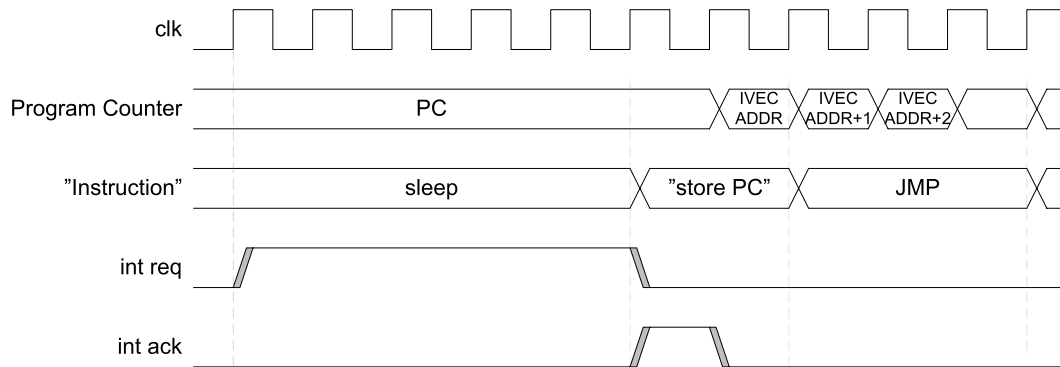 clk
Program Counter
PC
IVEC
ADDR
IVEC
ADDR+1
IVEC
ADDR+2
”Instruction”
sleep
”store PC”
JMP
int req
int ack